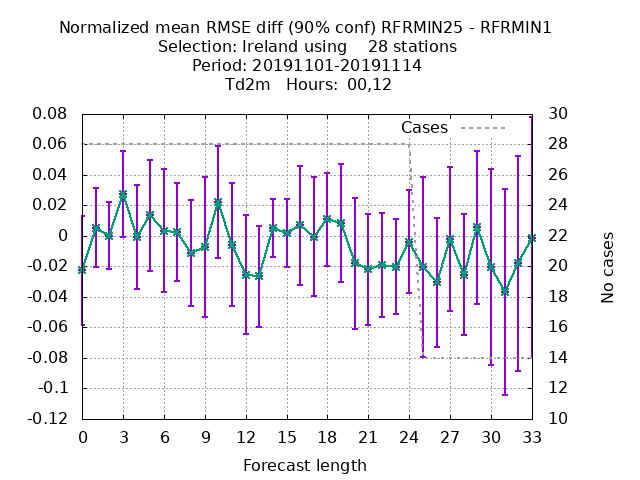 Normalized mean RMSE diff (90% conf) RFRMIN25 - RFRMIN1
Selection: Ireland using    28 stations
Period: 20191101-20191114
Td2m   Hours:  00,12
Cases
0.08
0.06
0.04
0.02
0
-0.02
-0.04
-0.06
-0.08
-0.1
-0.12
30
28
26
24
22
20
18
16
14
12
10
No cases
0 3 6 9 12 15 18 21 24 27 30 33
Forecast length